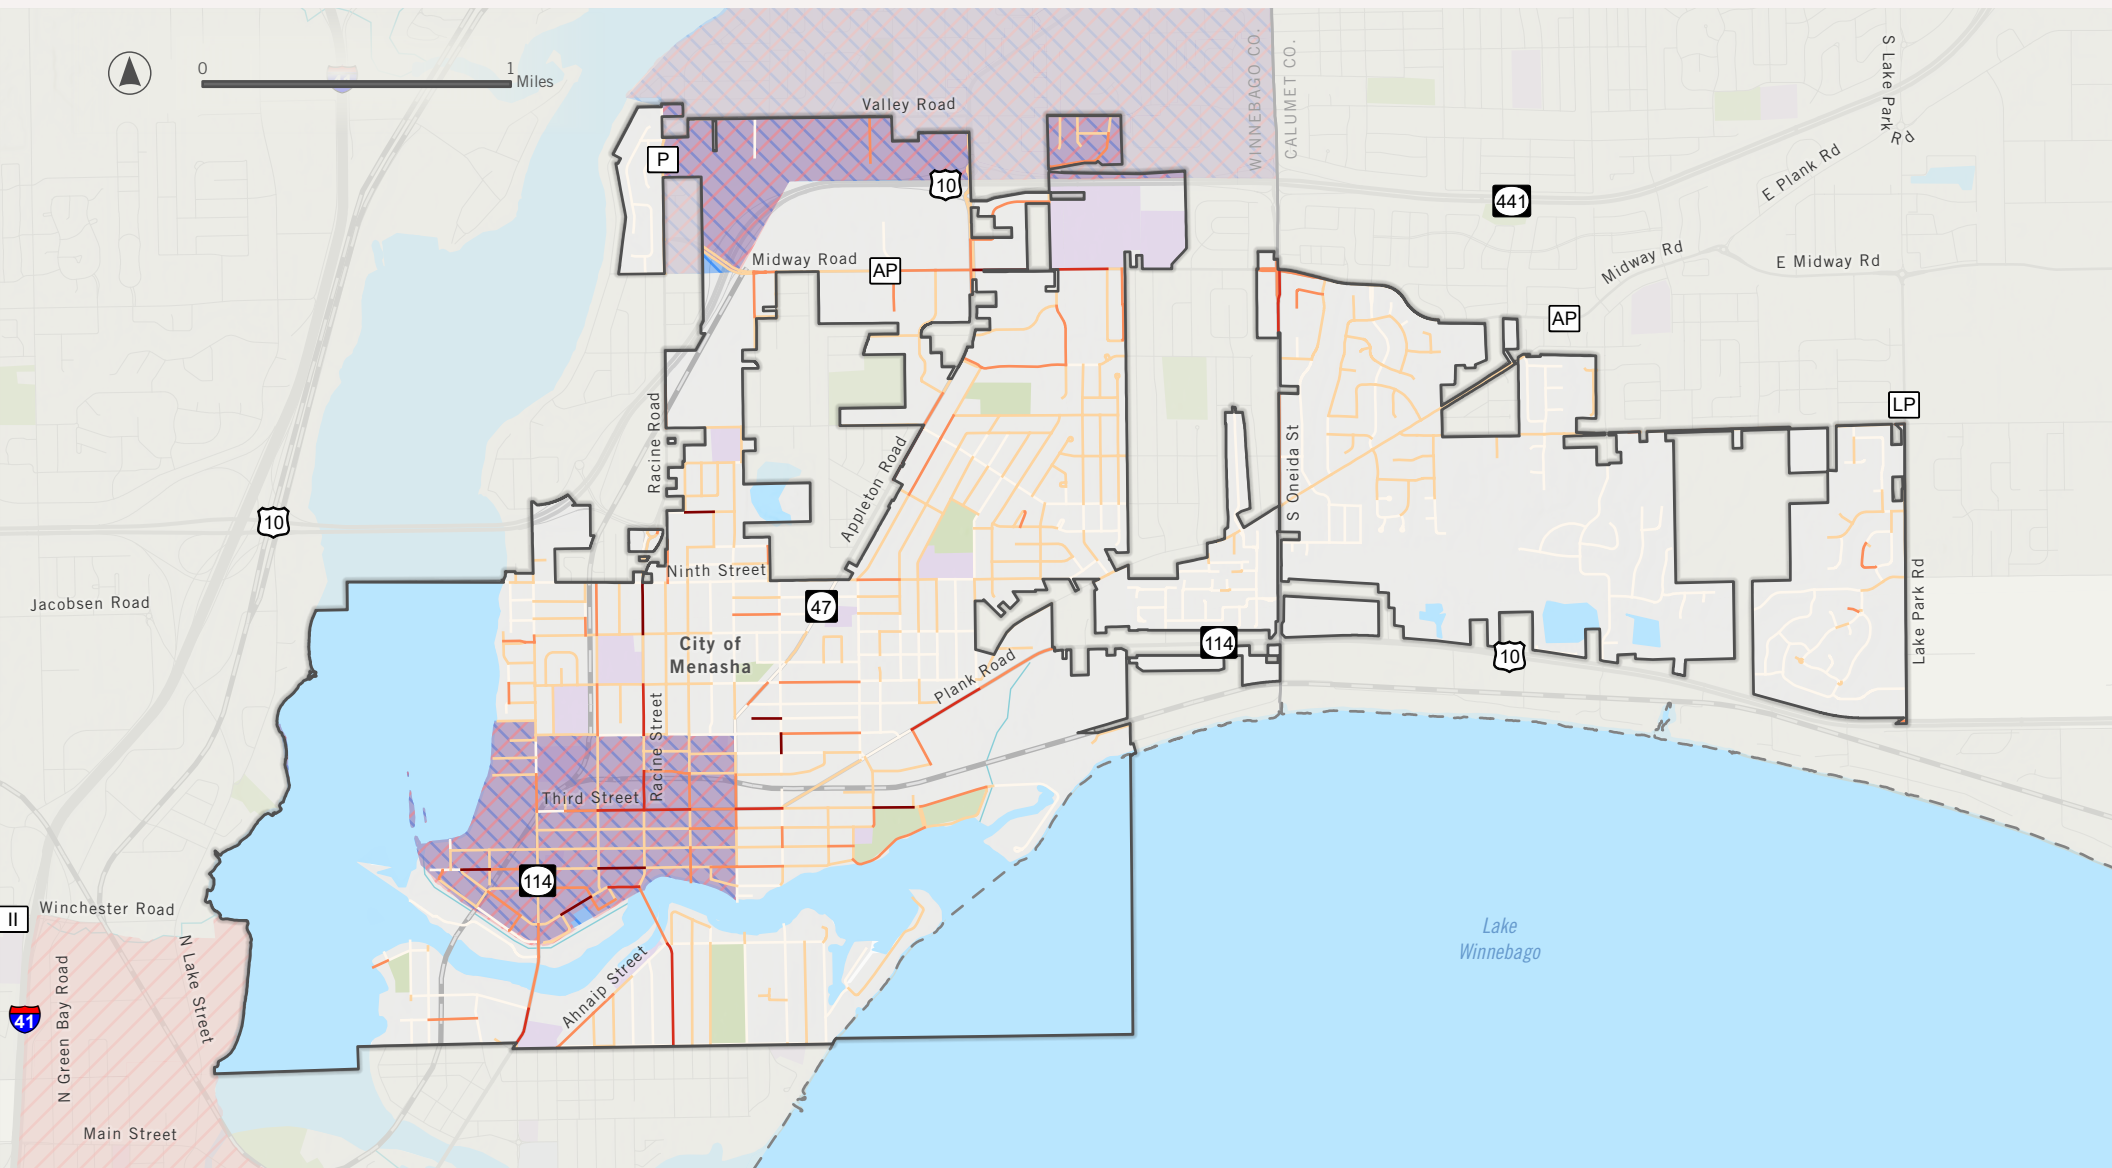 0 1
Miles
Valley Road
WINNEBAGO CO.
CALUMET CO.
S Lake Park
Rd
E Plank Rd
P
10
441
Midway Road
AP
Midway Rd
E Midway Rd
AP
LP
Racine Road
Appleton Road
S Oneida St
10
Ninth Street
Jacobsen Road
47
City of
Menasha
114
10
Lake Park Rd
Plank Road
Racine Street
Third Street
114
II
Winchester Road
N Lake Street
Lake
Winnebago
Ahnaip Street
N Green Bay Road
41
Main Street